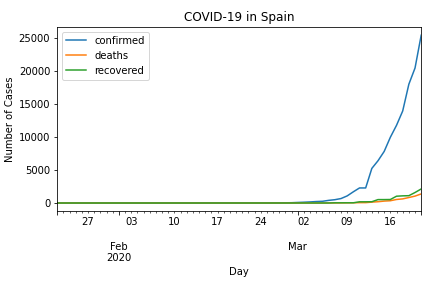 COVID-19 in Spain
confirmed
deaths
recovered
Number of Cases
25000
20000
15000
10000
5000
0
27 03 10 17 24 02 09 16
Feb Mar
2020
Day